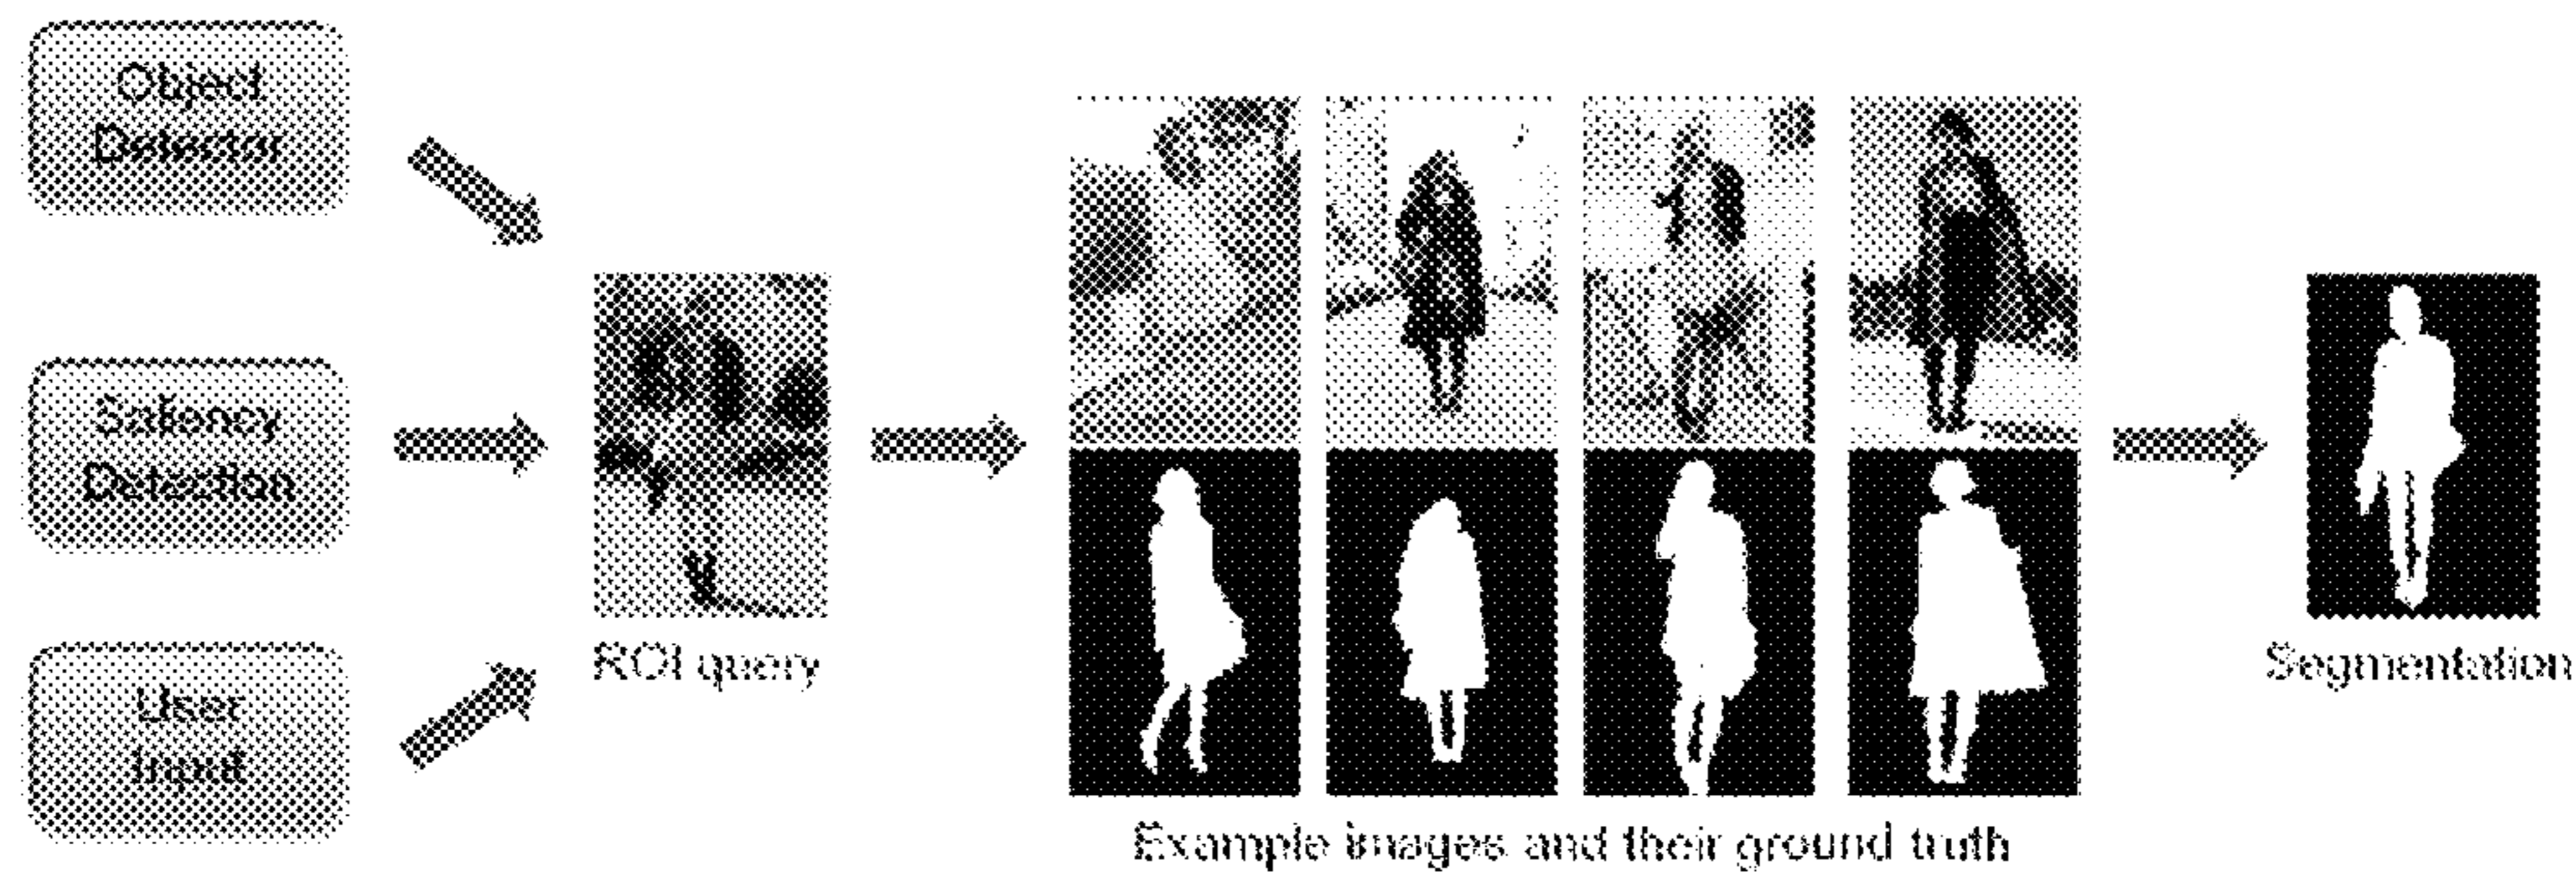 Object
Detector
Saliency
Detection
User
Input
ROI query
Example images and their ground truth
Segmentation